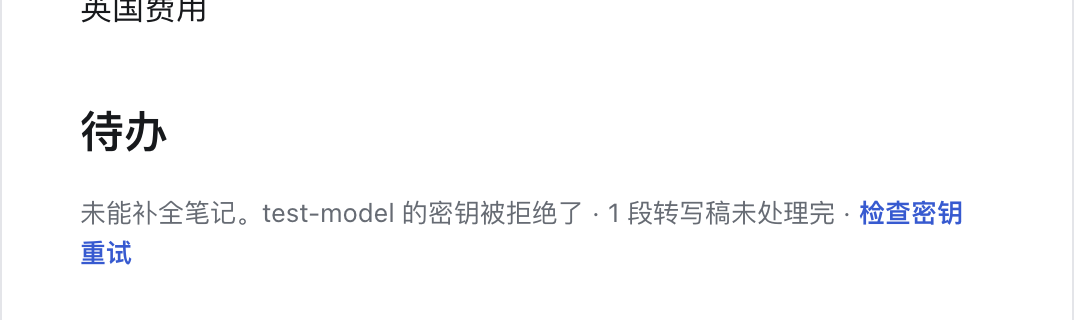 英国费用
待办
未能补全笔记。test-model 的密钥被拒绝了 · 1 段转写稿未处理完 · 检查密钥
重试